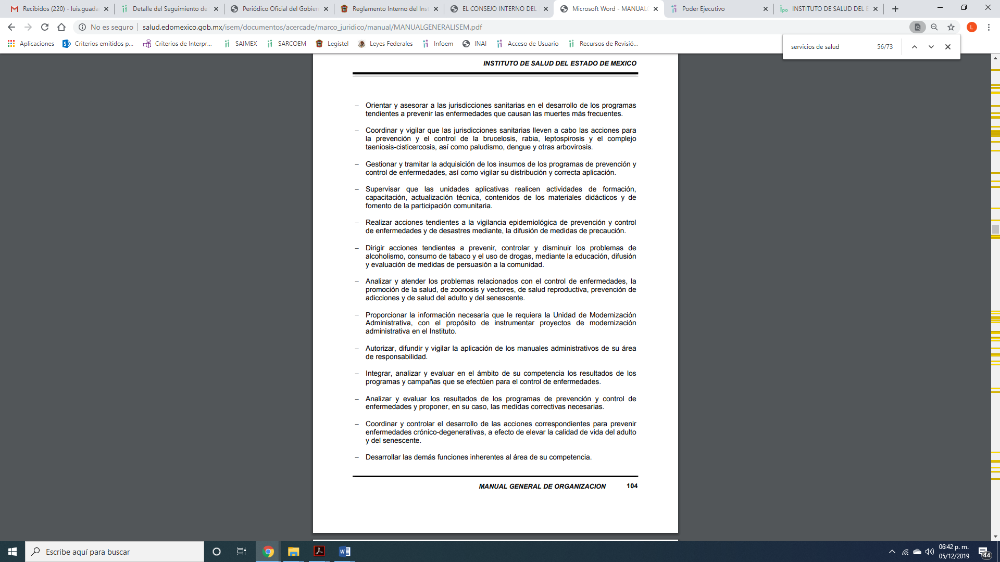 Recibidos (220) - luis.guada
Detalle del Seguimiento de
Periódico Oficial del Gobier
Reglamento Interno del Inst
EL CONSEJO INTERNO DEL
Microsoft Word - MANUALG
Poder Ejecutivo
INSTITUTO DE SALUD DEL E
No es seguro
salud.edomexico.gob.mx/isem/documentos/acercade/marco_juridico/manual/MANUALGENERALISEM.pdf
L
Aplicaciones
Criterios emitidos p...
Criterios de Interpr...
SAIMEX
SARCOEM
Legistel
Leyes Federales
Infoem
INAI
Acceso de Usuario
Recursos de Revisió...
servicios de salud
56/73
INSTITUTO DE SALUD DEL ESTADO DE MEXICO
– Orientar y asesorar a las jurisdicciones sanitarias en el desarrollo de los programas
tendientes a prevenir las enfermedades que causan las muertes más frecuentes.
– Coordinar y vigilar que las jurisdicciones sanitarias lleven a cabo las acciones para
la prevención y el control de la brucelosis, rabia, leptospirosis y el complejo
taeniosis-cisticercosis, así como paludismo, dengue y otras arbovirosis.
– Gestionar y tramitar la adquisición de los insumos de los programas de prevención y
control de enfermedades, así como vigilar su distribución y correcta aplicación.
– Supervisar que las unidades aplicativas realicen actividades de formación,
capacitación, actualización técnica, contenidos de los materiales didácticos y de
fomento de la participación comunitaria.
– Realizar acciones tendientes a la vigilancia epidemiológica de prevención y control
de enfermedades y de desastres mediante, la difusión de medidas de precaución.
– Dirigir acciones tendientes a prevenir, controlar y disminuir los problemas de
alcoholismo, consumo de tabaco y el uso de drogas, mediante la educación, difusión
y evaluación de medidas de persuasión a la comunidad.
– Analizar y atender los problemas relacionados con el control de enfermedades, la
promoción de la salud, de zoonosis y vectores, de salud reproductiva, prevención de
adicciones y de salud del adulto y del senescente.
– Proporcionar la información necesaria que le requiera la Unidad de Modernización
Administrativa, con el propósito de instrumentar proyectos de modernización
administrativa en el Instituto.
– Autorizar, difundir y vigilar la aplicación de los manuales administrativos de su área
de responsabilidad.
– Integrar, analizar y evaluar en el ámbito de su competencia los resultados de los
programas y campañas que se efectúen para el control de enfermedades.
– Analizar y evaluar los resultados de los programas de prevención y control de
enfermedades y proponer, en su caso, las medidas correctivas necesarias.
– Coordinar y controlar el desarrollo de las acciones correspondientes para prevenir
enfermedades crónico-degenerativas, a efecto de elevar la calidad de vida del adulto
y del senescente.
– Desarrollar las demás funciones inherentes al área de su competencia.
MANUAL GENERAL DE ORGANIZACION 104
Escribe aquí para buscar
06:42 p. m.
05/12/2019
44